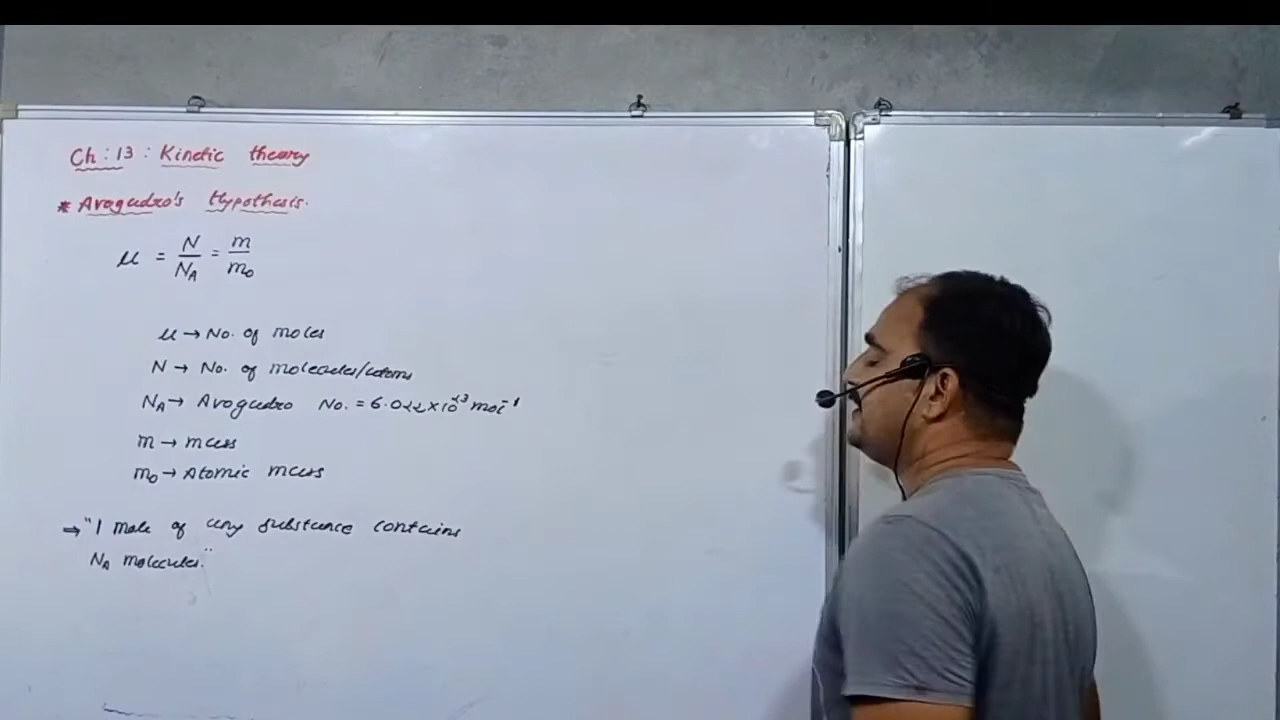 Ch: 13: Kinetic theory
* Avogadro's Hypothesis.
μ = N/N_A = m/m₀
μ → No. of moles
N → No. of molecules/atoms
N_A → Avogadro No. = 6.022×10²³ mol⁻¹
m → mass
m₀ → Atomic mass
⇒ "1 mole of any substance contains
N_A molecules."